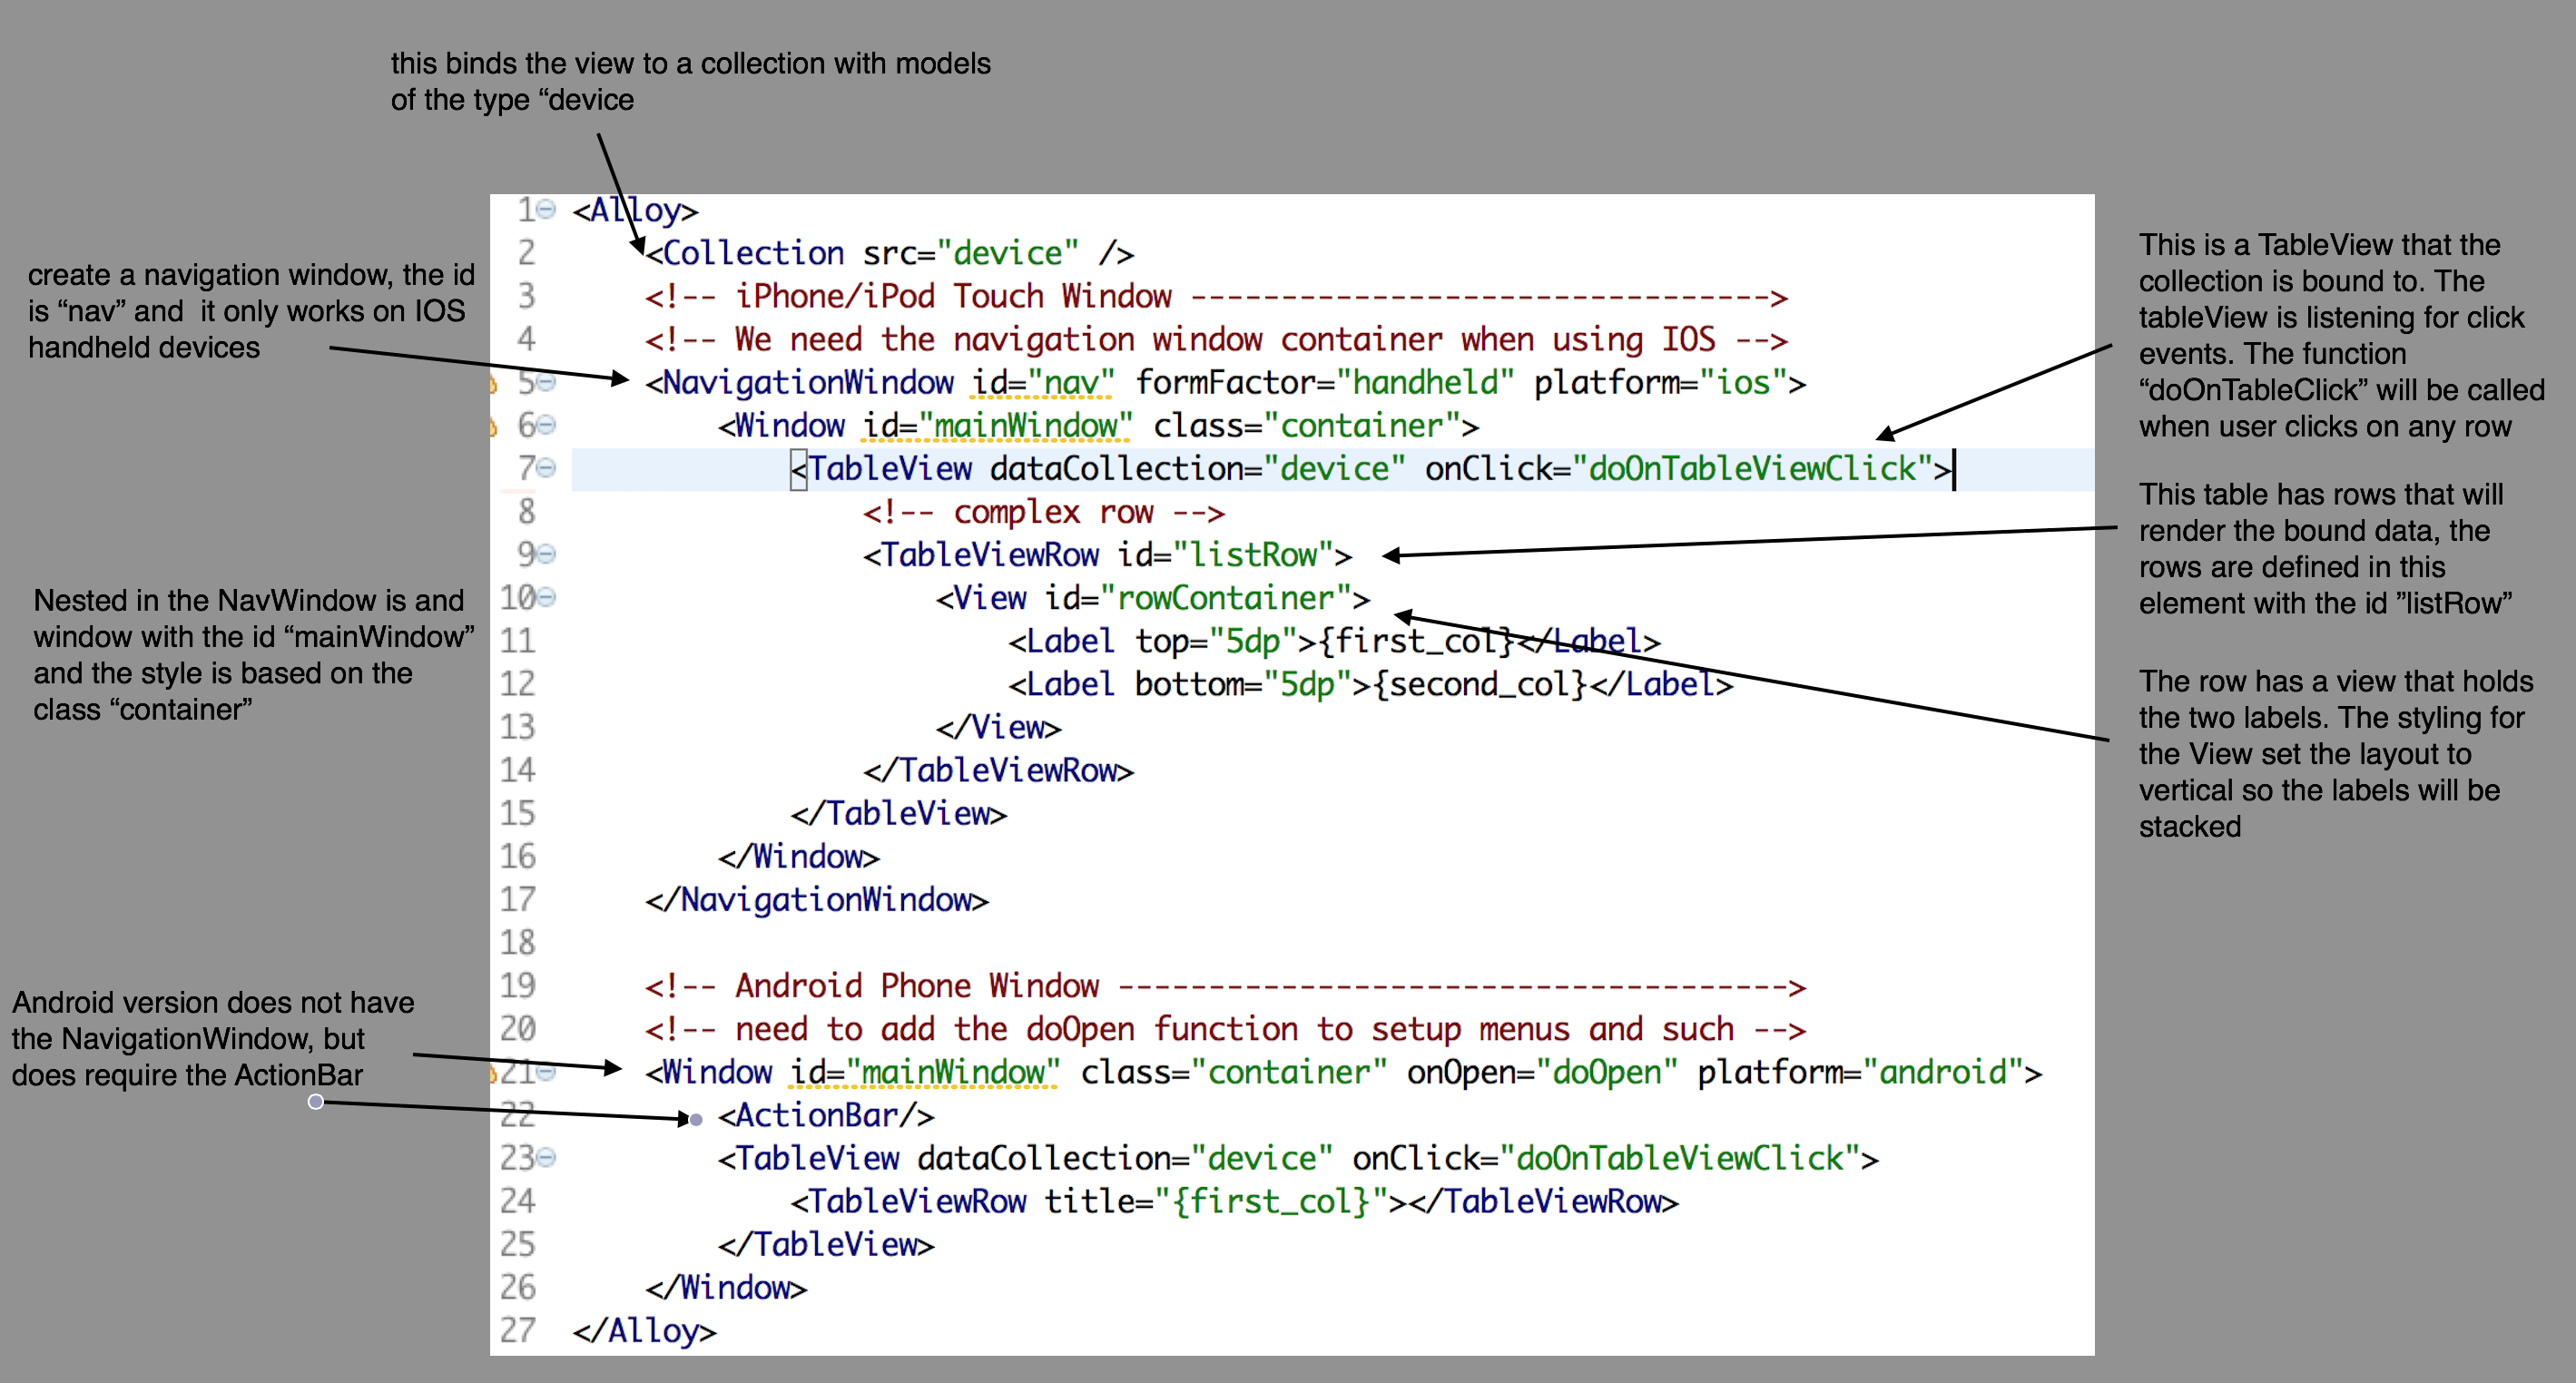 this binds the view to a collection with models
of the type “device
create a navigation window, the id
is “nav” and  it only works on IOS
handheld devices
Nested in the NavWindow is and
window with the id “mainWindow”
and the style is based on the
class “container”
Android version does not have
the NavigationWindow, but
does require the ActionBar
1 <Alloy>
2 <Collection src="device" />
3 <!-- iPhone/iPod Touch Window -------------------------------->
4 <!-- We need the navigation window container when using IOS -->
5 <NavigationWindow id="nav" formFactor="handheld" platform="ios">
6 <Window id="mainWindow" class="container">
7 <TableView dataCollection="device" onClick="doOnTableViewClick">
8 <!-- complex row -->
9 <TableViewRow id="listRow">
10 <View id="rowContainer">
11 <Label top="5dp">{first_col}</Label>
12 <Label bottom="5dp">{second_col}</Label>
13 </View>
14 </TableViewRow>
15 </TableView>
16 </Window>
17 </NavigationWindow>
18
19 <!-- Android Phone Window ------------------------------------->
20 <!-- need to add the doOpen function to setup menus and such -->
21 <Window id="mainWindow" class="container" onOpen="doOpen" platform="android">
22 <ActionBar/>
23 <TableView dataCollection="device" onClick="doOnTableViewClick">
24 <TableViewRow title="{first_col}"></TableViewRow>
25 </TableView>
26 </Window>
27 </Alloy>
This is a TableView that the
collection is bound to. The
tableView is listening for click
events. The function
“doOnTableClick” will be called
when user clicks on any row
This table has rows that will
render the bound data, the
rows are defined in this
element with the id ”listRow”
The row has a view that holds
the two labels. The styling for
the View set the layout to
vertical so the labels will be
stacked